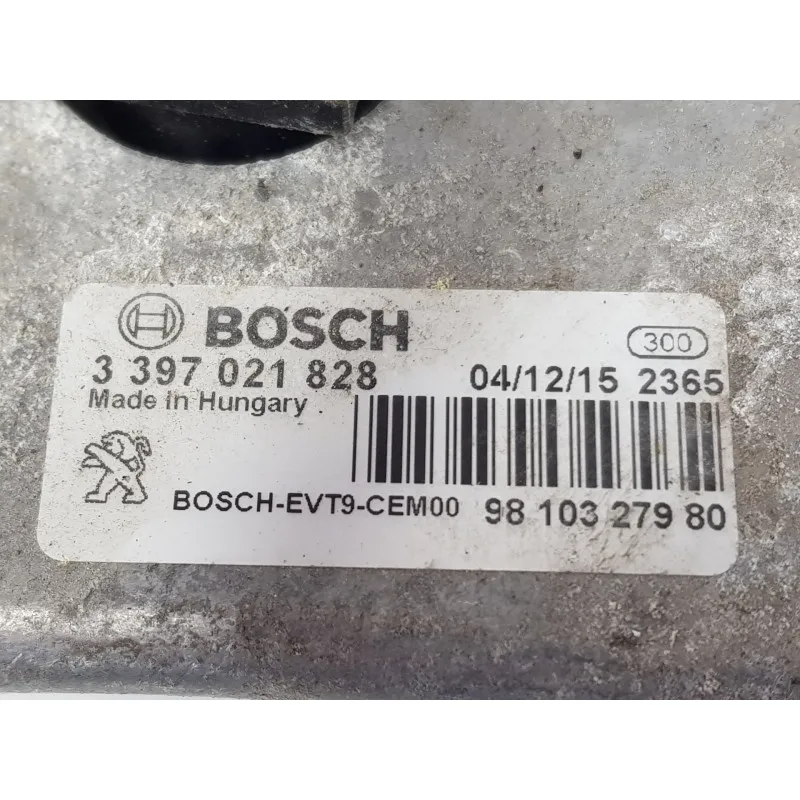 BOSCH
300
3 397 021 828 04/12/15 2365
Made in Hungary
BOSCH-EVT9-CEM00 98 103 279 80